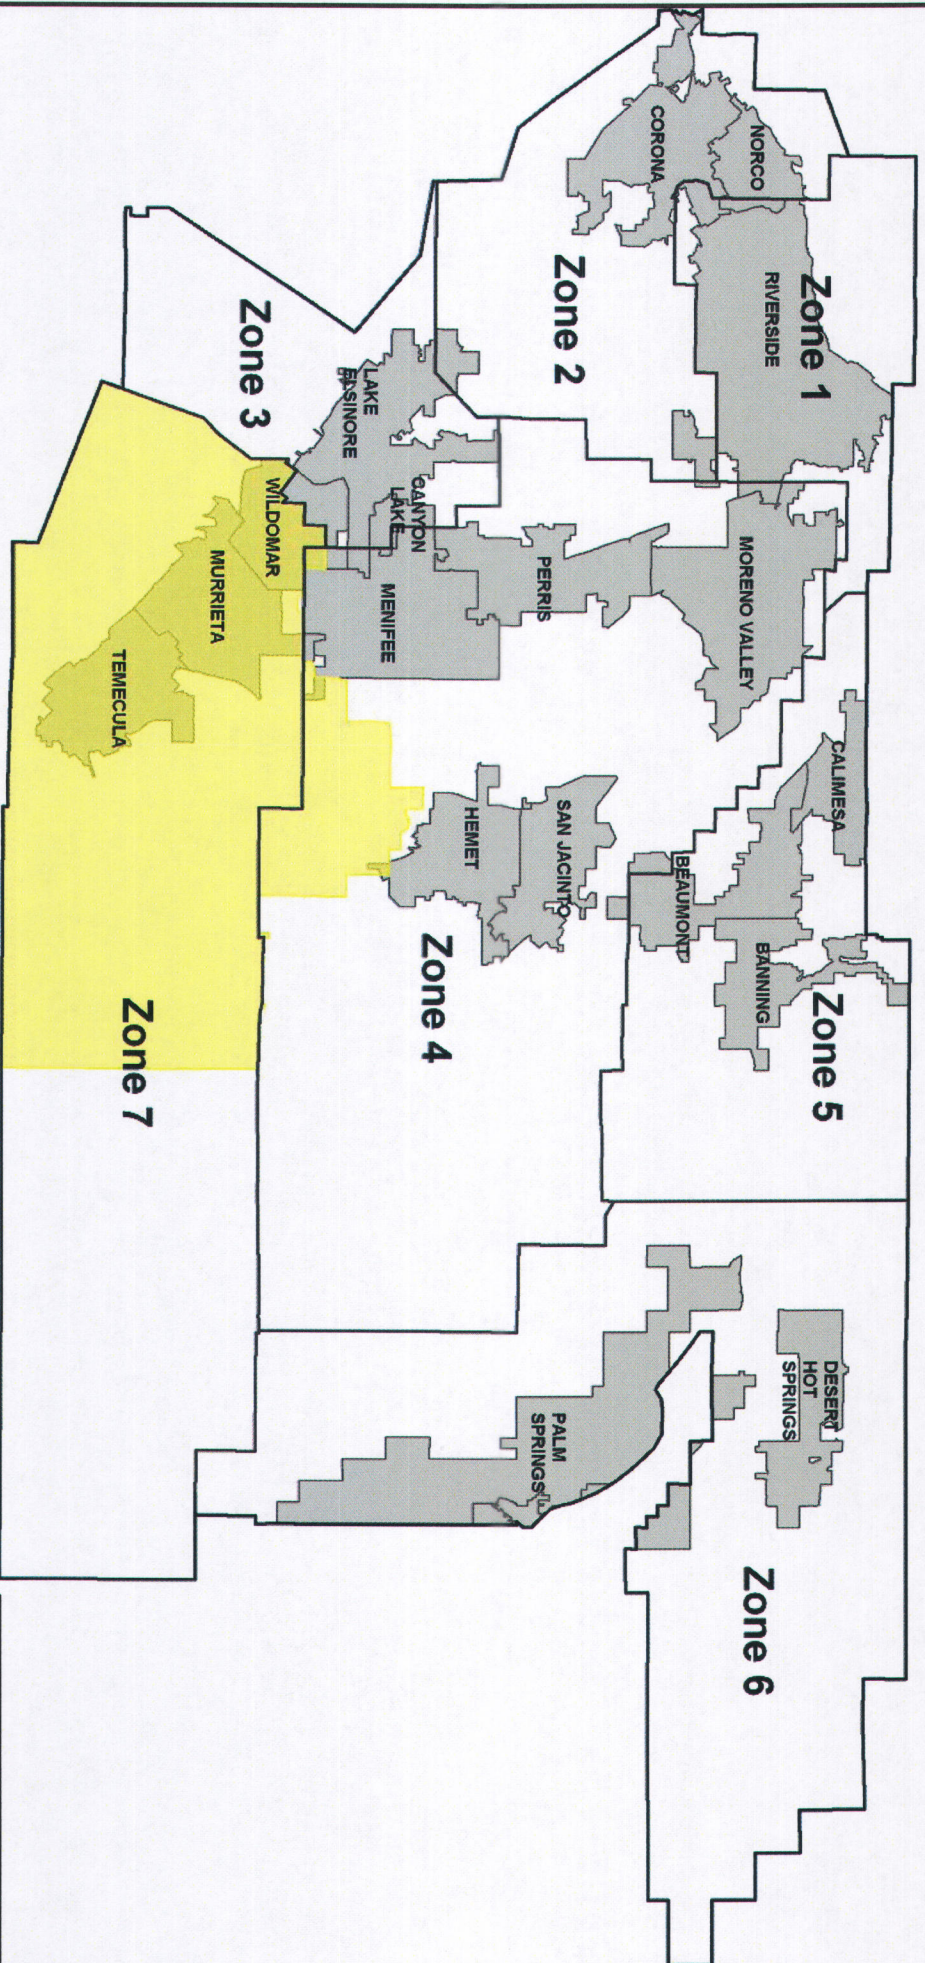 Zone 1
NORCO
RIVERSIDE
CORONA
Zone 2
Zone 3
LAKE
ELSINORE
CANYON
LAKE
WILDOMAR
MURRIETA
TEMECULA
MENIFEE
PERRIS
MORENO VALLEY
CALIMESA
BEAUMONT
BANNING
Zone 5
SAN JACINTO
HEMET
Zone 4
Zone 7
DESERT
HOT
SPRINGS
PALM
SPRINGS
Zone 6